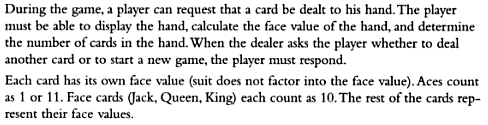 During the game, a player can request that a card be dealt to his hand. The player
must be able to display the hand, calculate the face value of the hand, and determine
the number of cards in the hand. When the dealer asks the player whether to deal
another card or to start a new game, the player must respond.
Each card has its own face value (suit does not factor into the face value). Aces count
as 1 or 11. Face cards (Jack, Queen, King) each count as 10. The rest of the cards rep-
resent their face values.